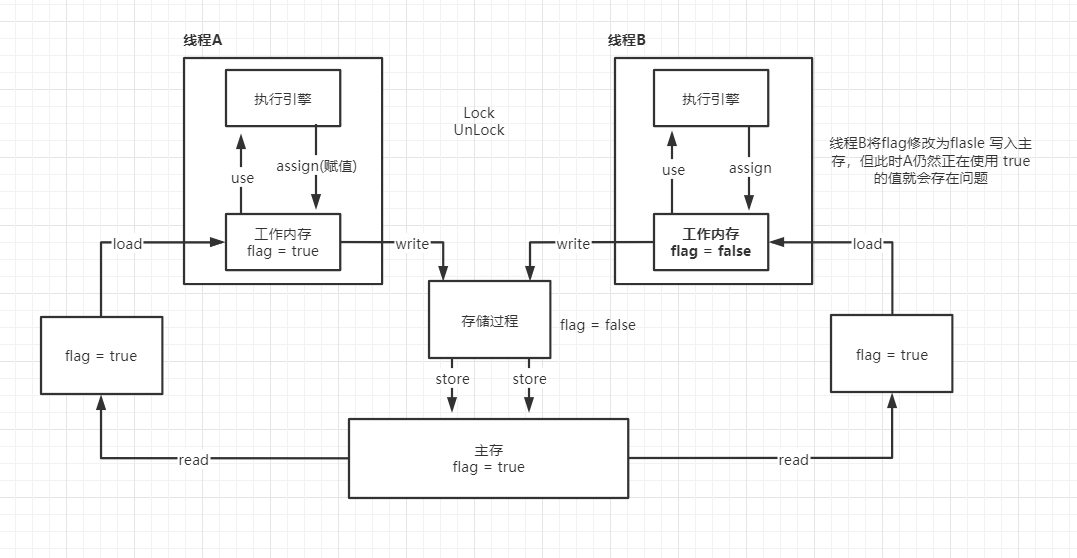 线程A
线程B
执行引擎
执行引擎
Lock
UnLock
线程B将flag修改为flasle 写入主
存，但此时A仍然正在使用 true
的值就会存在问题
use
assign(赋值)
use
assign
工作内存
flag = true
工作内存
flag = false
load
write
write
load
存储过程
flag = false
flag = true
flag = true
store
store
主存
flag = true
read
read